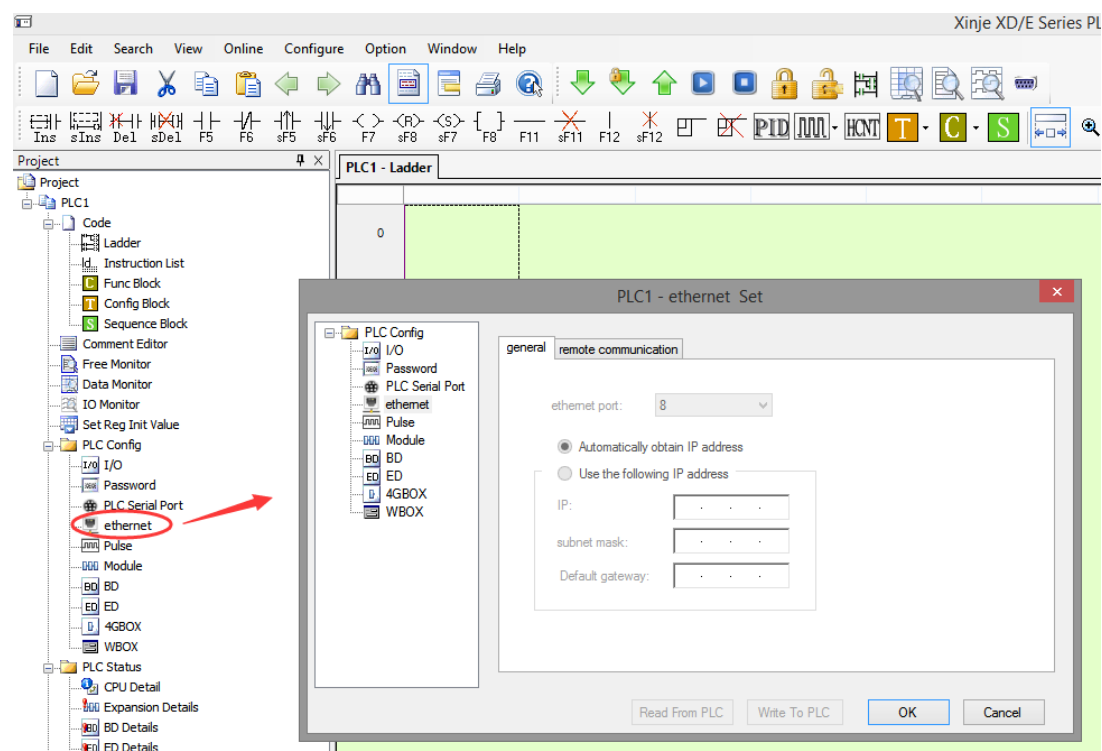 Xinje XD/E Series PL
File Edit Search View Online Configure Option Window Help
Ins sIns Del sDel F5 F6 sF5 sF6 F7 sF8 sF7 F8 F11 sF11 F12 sF12 PID HCNT T C S
Project
PLC1 - Ladder
Project
PLC1
Code
Ladder
Instruction List
Func Block
Config Block
Sequence Block
Comment Editor
Free Monitor
Data Monitor
IO Monitor
Set Reg Init Value
PLC Config
I/O I/O
Password
PLC Serial Port
ethernet
Pulse
Module
BD BD
ED ED
4GBOX
WBOX
PLC Status
CPU Detail
Expansion Details
BD Details
ED Details
0
PLC1 - ethernet Set
PLC Config
I/O I/O
Password
PLC Serial Port
ethernet
Pulse
Module
BD BD
ED ED
4GBOX
WBOX
general remote communication
ethernet port: 8
Automatically obtain IP address
Use the following IP address
IP: . . .
subnet mask: . . .
Default gateway: . . .
Read From PLC Write To PLC OK Cancel